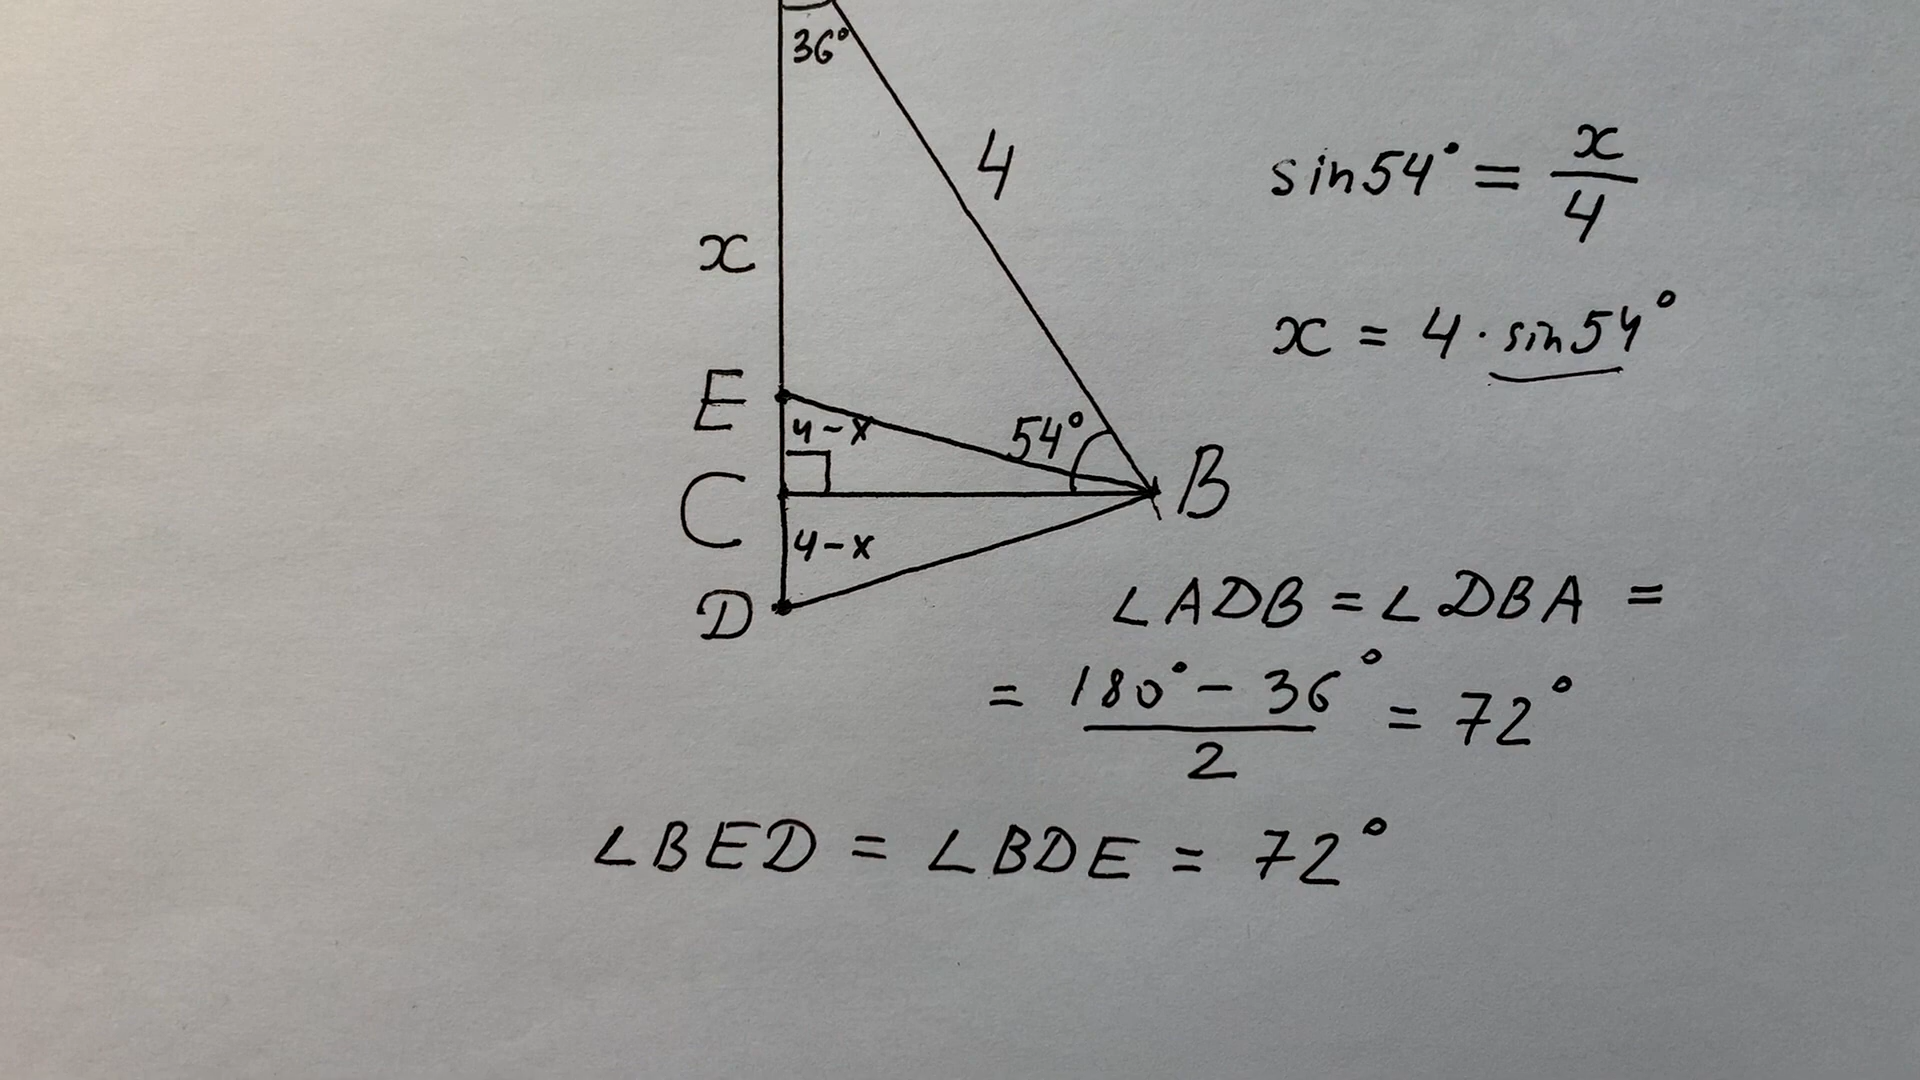 36°
4
x
E
4-x
54°
C
B
4-x
D
sin54° = x/4
x = 4 · sin54°
∠ADB = ∠DBA =
= (180° - 36°)/2 = 72°
∠BED = ∠BDE = 72°